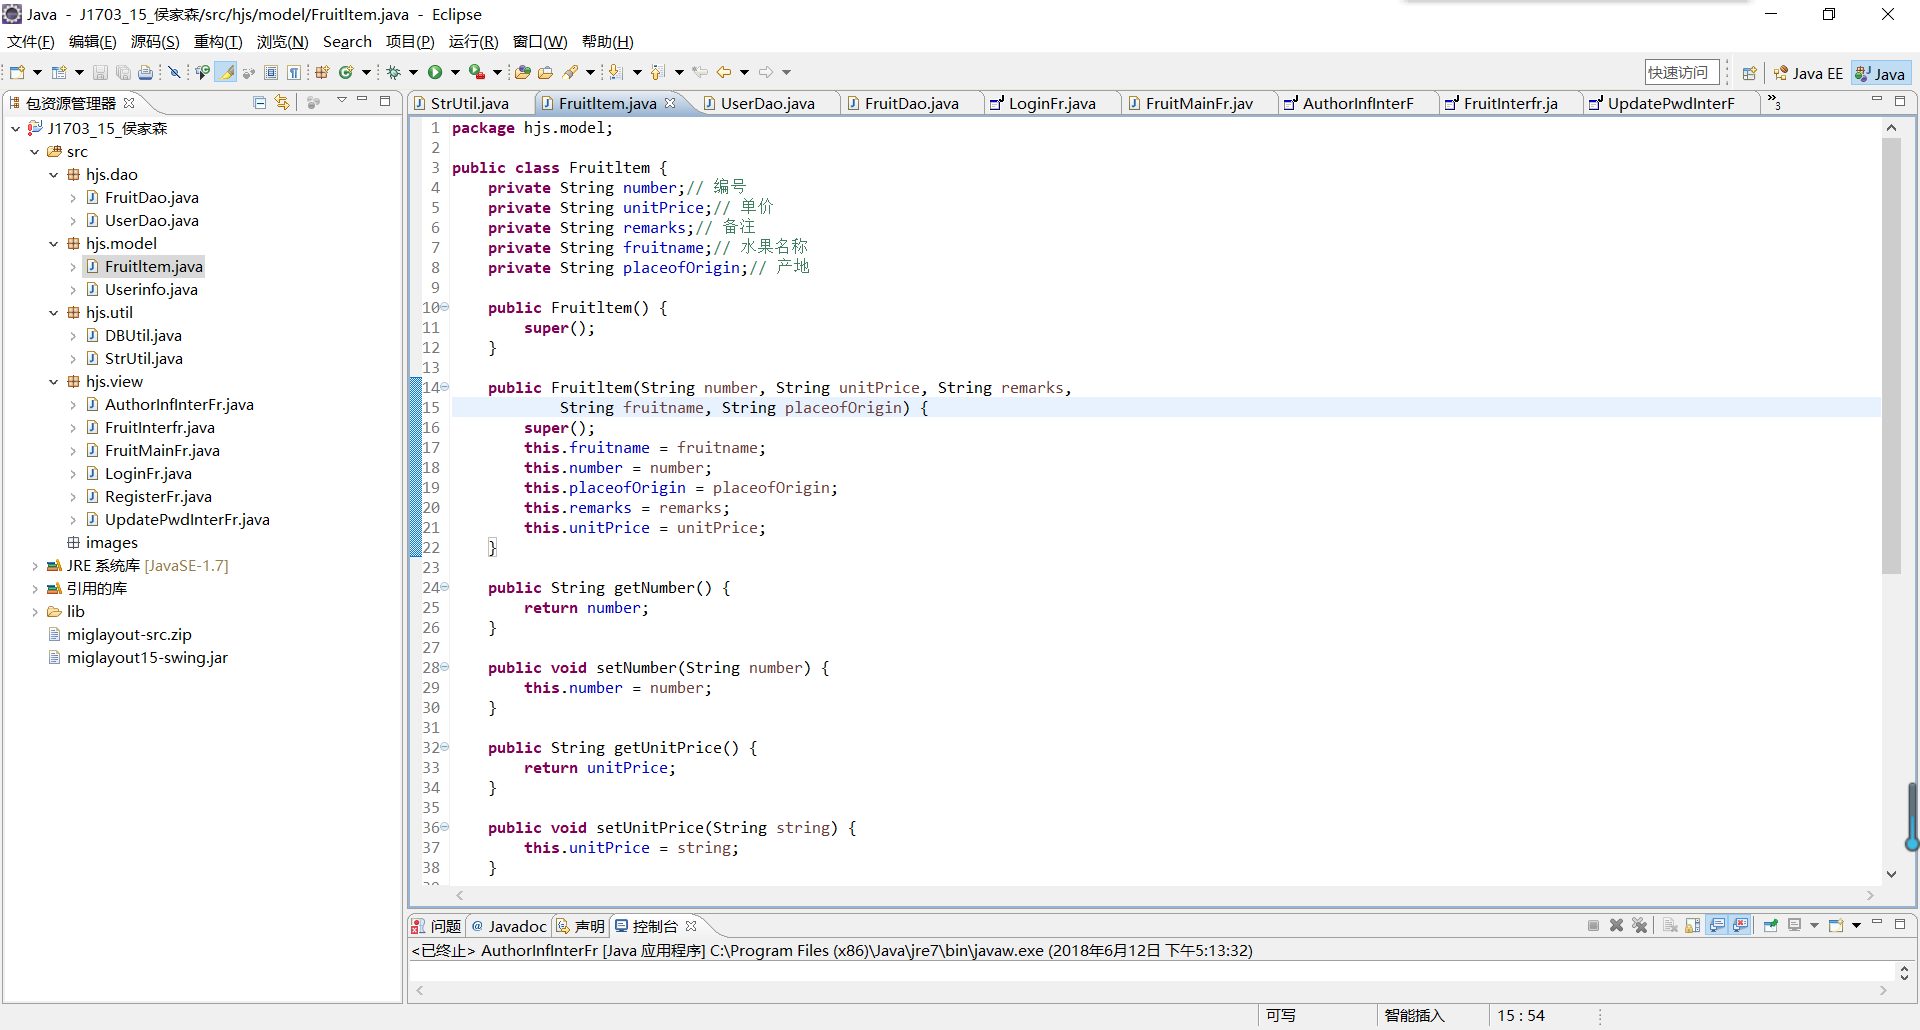 Java - J1703_15_侯家森/src/hjs/model/Fruitltem.java - Eclipse
文件(F) 编辑(E) 源码(S) 重构(T) 浏览(N) Search 项目(P) 运行(R) 窗口(W) 帮助(H)
快速访问 Java EE Java
包资源管理器
J1703_15_侯家森
src
hjs.dao
FruitDao.java
UserDao.java
hjs.model
Fruitltem.java
Userinfo.java
hjs.util
DBUtil.java
StrUtil.java
hjs.view
AuthorInfInterFr.java
FruitInterfr.java
FruitMainFr.java
LoginFr.java
RegisterFr.java
UpdatePwdInterFr.java
images
JRE 系统库 [JavaSE-1.7]
引用的库
lib
miglayout-src.zip
miglayout15-swing.jar
StrUtil.java Fruitltem.java UserDao.java FruitDao.java LoginFr.java FruitMainFr.jav AuthorInfInterF FruitInterfr.ja UpdatePwdInterF »3
1 package hjs.model;
2
3 public class Fruitltem {
4 private String number;// 编号
5 private String unitPrice;// 单价
6 private String remarks;// 备注
7 private String fruitname;// 水果名称
8 private String placeofOrigin;// 产地
9
10 public Fruitltem() {
11 super();
12 }
13
14 public Fruitltem(String number, String unitPrice, String remarks,
15 String fruitname, String placeofOrigin) {
16 super();
17 this.fruitname = fruitname;
18 this.number = number;
19 this.placeofOrigin = placeofOrigin;
20 this.remarks = remarks;
21 this.unitPrice = unitPrice;
22 }
23
24 public String getNumber() {
25 return number;
26 }
27
28 public void setNumber(String number) {
29 this.number = number;
30 }
31
32 public String getUnitPrice() {
33 return unitPrice;
34 }
35
36 public void setUnitPrice(String string) {
37 this.unitPrice = string;
38 }
问题 @ Javadoc 声明 控制台
<已终止> AuthorInfInterFr [Java 应用程序] C:\Program Files (x86)\Java\jre7\bin\javaw.exe (2018年6月12日 下午5:13:32)
可写 智能插入 15 : 54